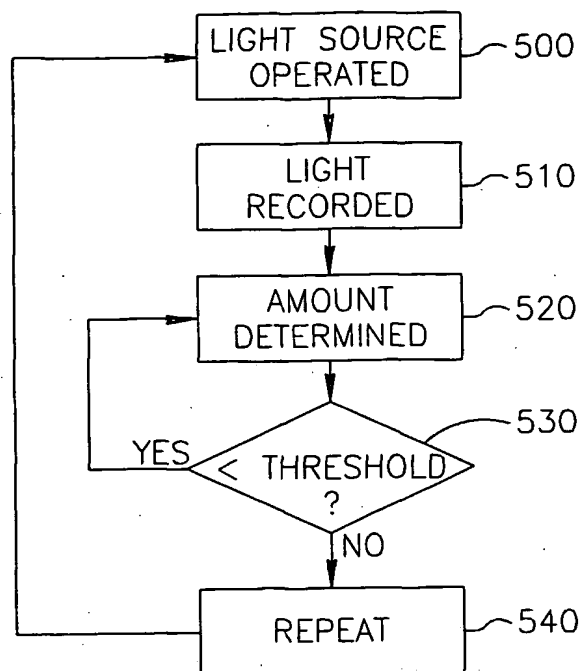 LIGHT SOURCE
OPERATED
500
LIGHT
RECORDED
510
AMOUNT
DETERMINED
520
530
YES
< THRESHOLD
?
NO
REPEAT
540